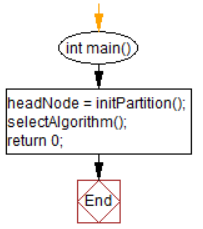 int main()
headNode = initPartition();
selectAlgorithm();
return 0;
End